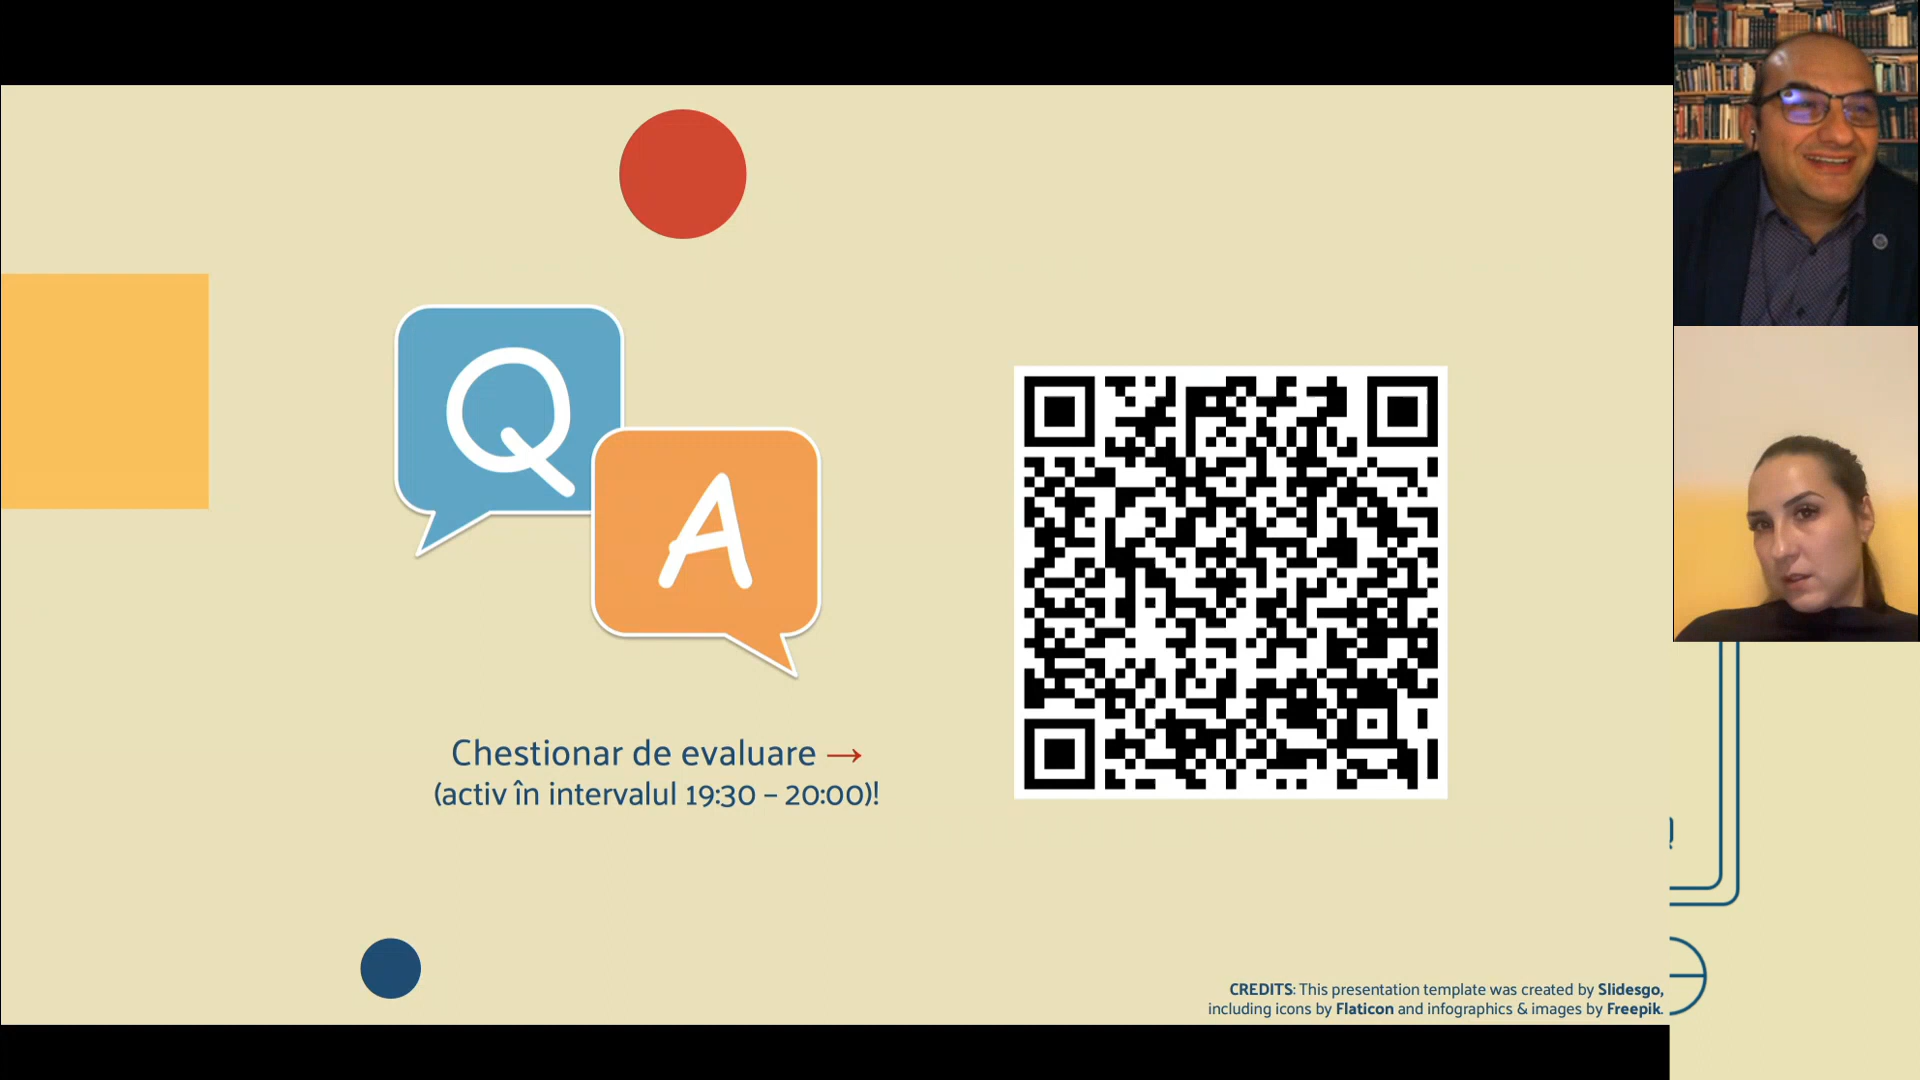 Q
A
Chestionar de evaluare →
(activ în intervalul 19:30 – 20:00)!
CREDITS: This presentation template was created by Slidesgo,
including icons by Flaticon and infographics & images by Freepik.